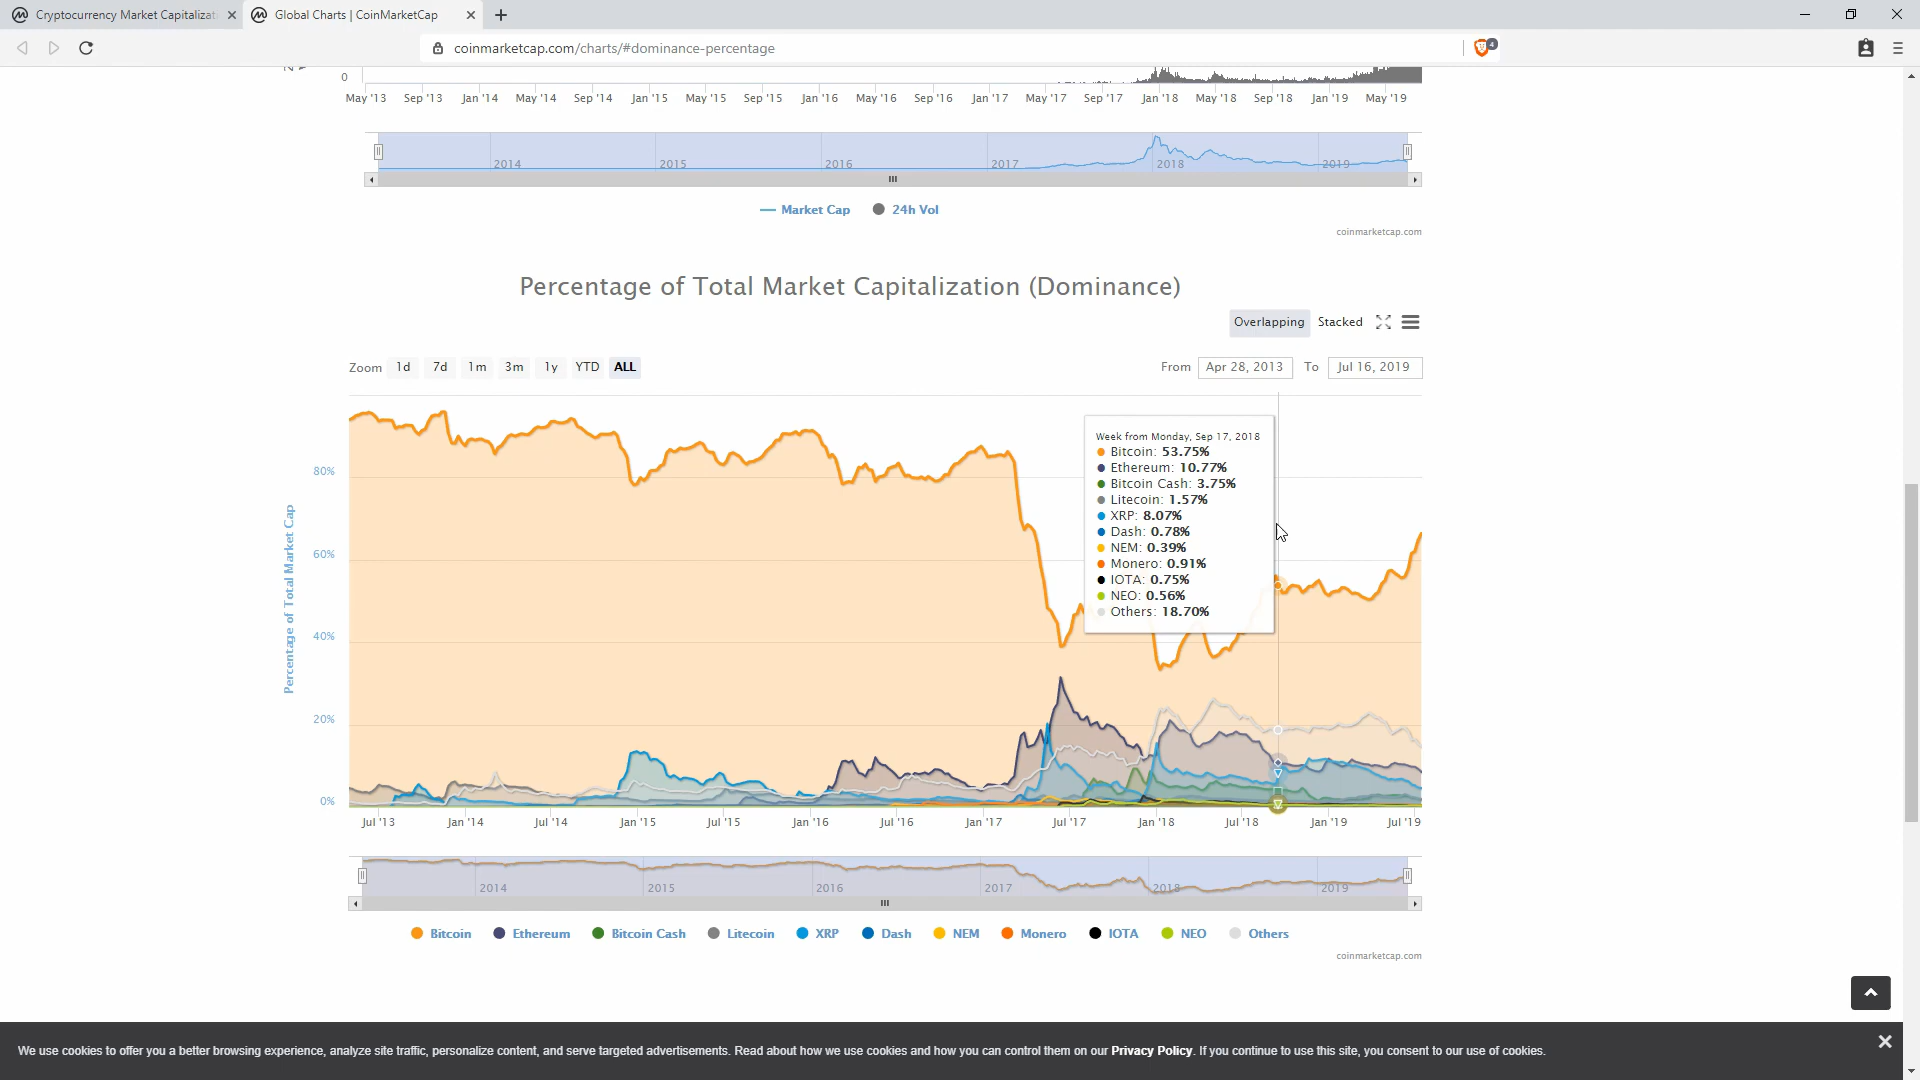 Cryptocurrency Market Capitalizat
Global Charts | CoinMarketCap
coinmarketcap.com/charts/#dominance-percentage
4
0
May '13 Sep '13 Jan '14 May '14 Sep '14 Jan '15 May '15 Sep '15 Jan '16 May '16 Sep '16 Jan '17 May '17 Sep '17 Jan '18 May '18 Sep '18 Jan '19 May '19
2014 2015 2016 2017 2018 2019
Market Cap 24h Vol
coinmarketcap.com
Percentage of Total Market Capitalization (Dominance)
Overlapping Stacked
Zoom 1d 7d 1m 3m 1y YTD ALL
From Apr 28, 2013 To Jul 16, 2019
Week from Monday, Sep 17, 2018
Bitcoin: 53.75%
Ethereum: 10.77%
Bitcoin Cash: 3.75%
Litecoin: 1.57%
XRP: 8.07%
Dash: 0.78%
NEM: 0.39%
Monero: 0.91%
IOTA: 0.75%
NEO: 0.56%
Others: 18.70%
Percentage of Total Market Cap
80%
60%
40%
20%
0%
Jul '13 Jan '14 Jul '14 Jan '15 Jul '15 Jan '16 Jul '16 Jan '17 Jul '17 Jan '18 Jul '18 Jan '19 Jul '19
2014 2015 2016 2017 2018 2019
Bitcoin Ethereum Bitcoin Cash Litecoin XRP Dash NEM Monero IOTA NEO Others
coinmarketcap.com
We use cookies to offer you a better browsing experience, analyze site traffic, personalize content, and serve targeted advertisements. Read about how we use cookies and how you can control them on our Privacy Policy. If you continue to use this site, you consent to our use of cookies.